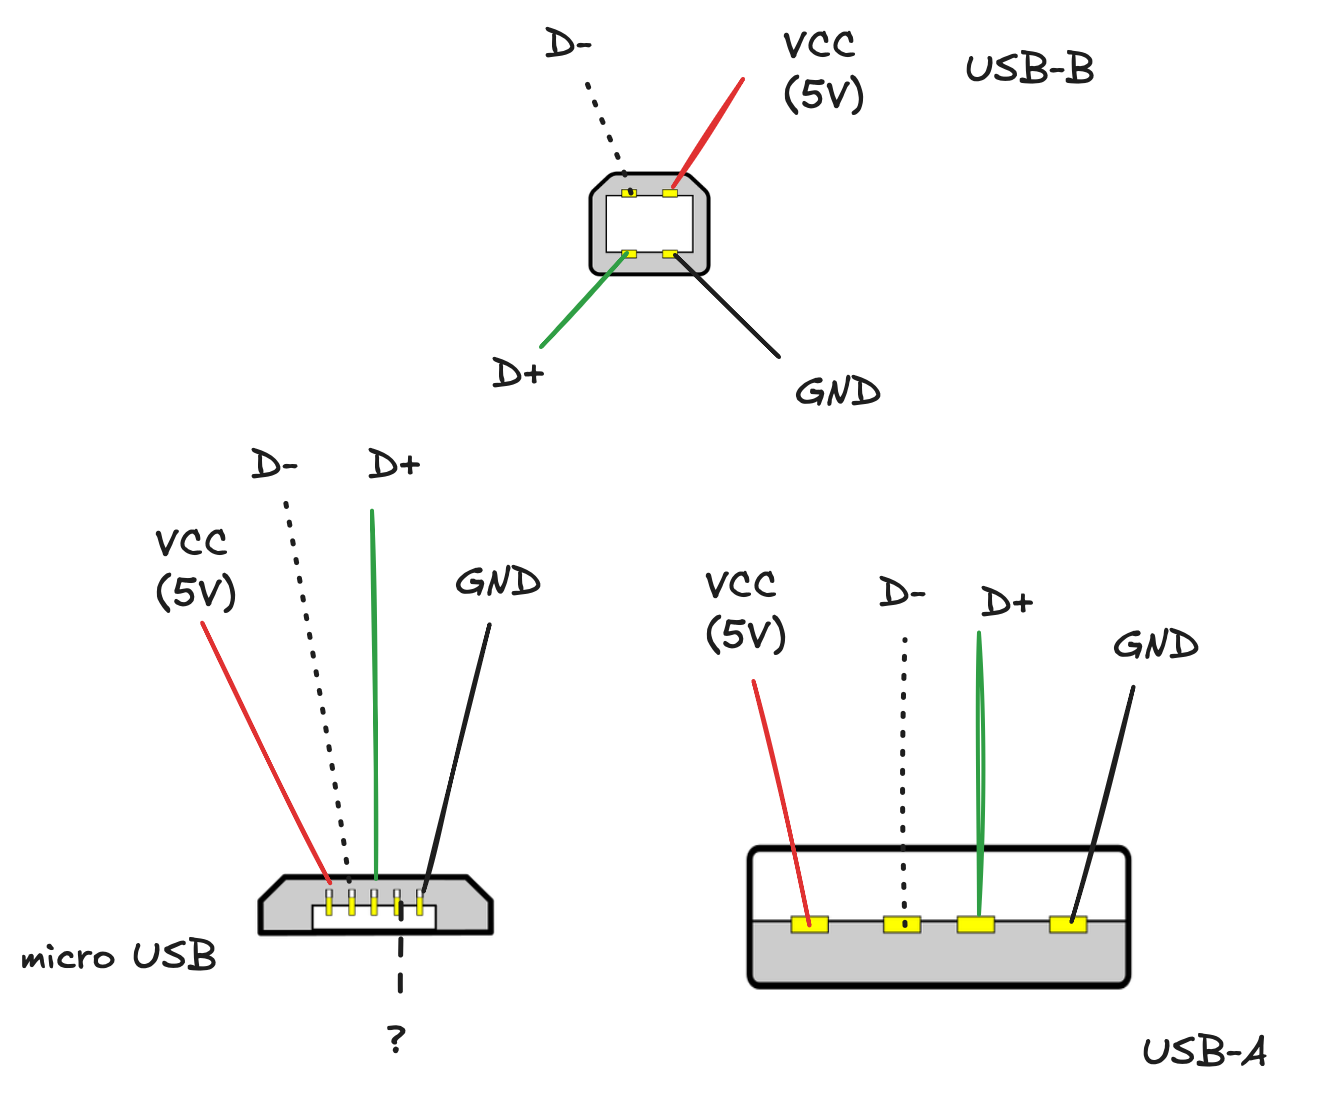 D-
VCC
(5V)
USB-B
D+
GND
D-
D+
VCC
(5V)
GND
micro USB
?
VCC
(5V)
D-
D+
GND
USB-A